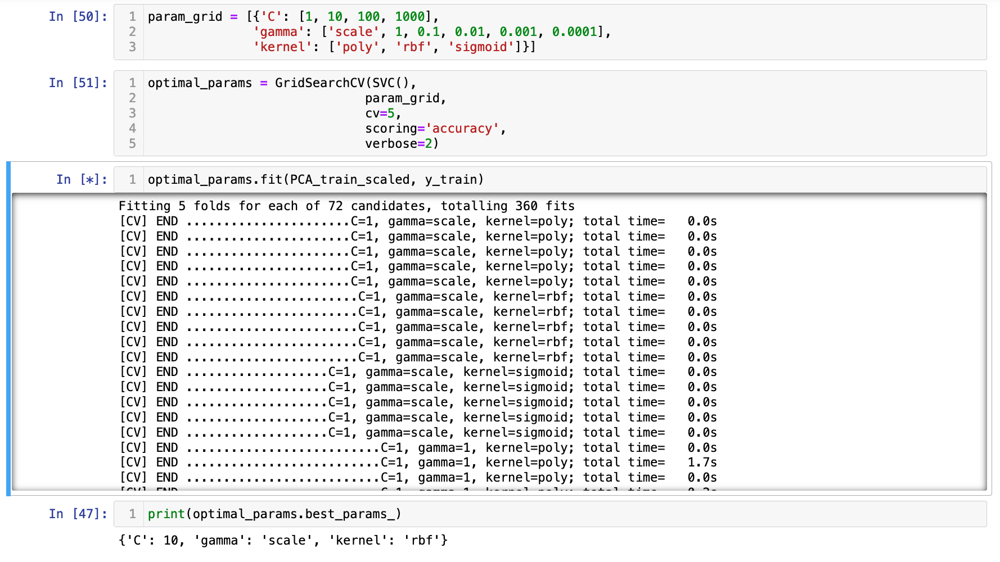 In [50]:
1 param_grid = [{'C': [1, 10, 100, 1000],
2 'gamma': ['scale', 1, 0.1, 0.01, 0.001, 0.0001],
3 'kernel': ['poly', 'rbf', 'sigmoid']}]
In [51]:
1 optimal_params = GridSearchCV(SVC(),
2 param_grid,
3 cv=5,
4 scoring='accuracy',
5 verbose=2)
In [*]:
1 optimal_params.fit(PCA_train_scaled, y_train)
Fitting 5 folds for each of 72 candidates, totalling 360 fits
[CV] END ......................C=1, gamma=scale, kernel=poly; total time=   0.0s
[CV] END ......................C=1, gamma=scale, kernel=poly; total time=   0.0s
[CV] END ......................C=1, gamma=scale, kernel=poly; total time=   0.0s
[CV] END ......................C=1, gamma=scale, kernel=poly; total time=   0.0s
[CV] END ......................C=1, gamma=scale, kernel=poly; total time=   0.0s
[CV] END .......................C=1, gamma=scale, kernel=rbf; total time=   0.0s
[CV] END .......................C=1, gamma=scale, kernel=rbf; total time=   0.0s
[CV] END .......................C=1, gamma=scale, kernel=rbf; total time=   0.0s
[CV] END .......................C=1, gamma=scale, kernel=rbf; total time=   0.0s
[CV] END .......................C=1, gamma=scale, kernel=rbf; total time=   0.0s
[CV] END ...................C=1, gamma=scale, kernel=sigmoid; total time=   0.0s
[CV] END ...................C=1, gamma=scale, kernel=sigmoid; total time=   0.0s
[CV] END ...................C=1, gamma=scale, kernel=sigmoid; total time=   0.0s
[CV] END ...................C=1, gamma=scale, kernel=sigmoid; total time=   0.0s
[CV] END ...................C=1, gamma=scale, kernel=sigmoid; total time=   0.0s
[CV] END ..........................C=1, gamma=1, kernel=poly; total time=   0.0s
[CV] END ..........................C=1, gamma=1, kernel=poly; total time=   1.7s
[CV] END ..........................C=1, gamma=1, kernel=poly; total time=   0.0s
In [47]:
1 print(optimal_params.best_params_)
{'C': 10, 'gamma': 'scale', 'kernel': 'rbf'}